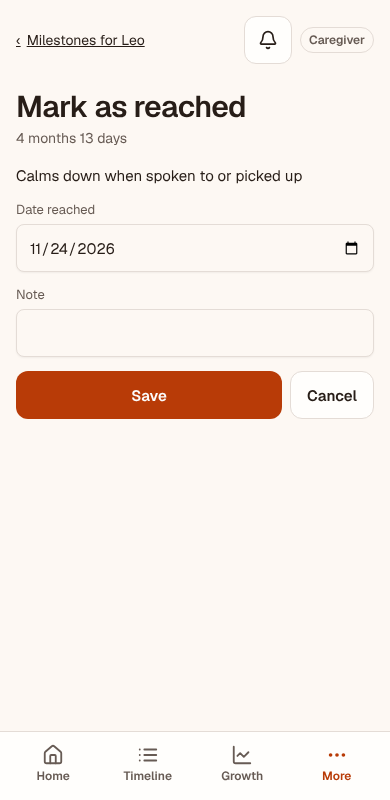 ‹ Milestones for Leo
Caregiver
Mark as reached
4 months 13 days
Calms down when spoken to or picked up
Date reached
11/24/2026
Note
Save
Cancel
Home
Timeline
Growth
More